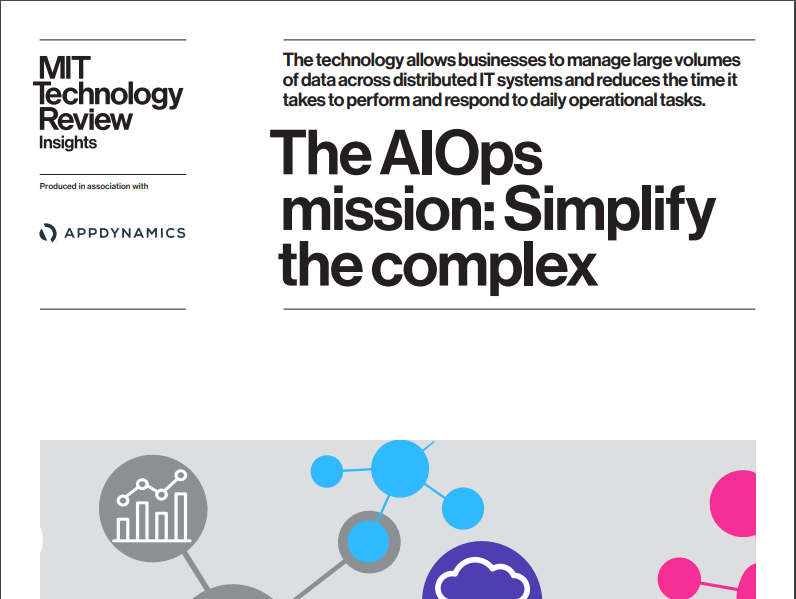 MIT
Technology
Review
Insights
Produced in association with
APPDYNAMICS
The technology allows businesses to manage large volumes
of data across distributed IT systems and reduces the time it
takes to perform and respond to daily operational tasks.
The AIOps
mission: Simplify
the complex